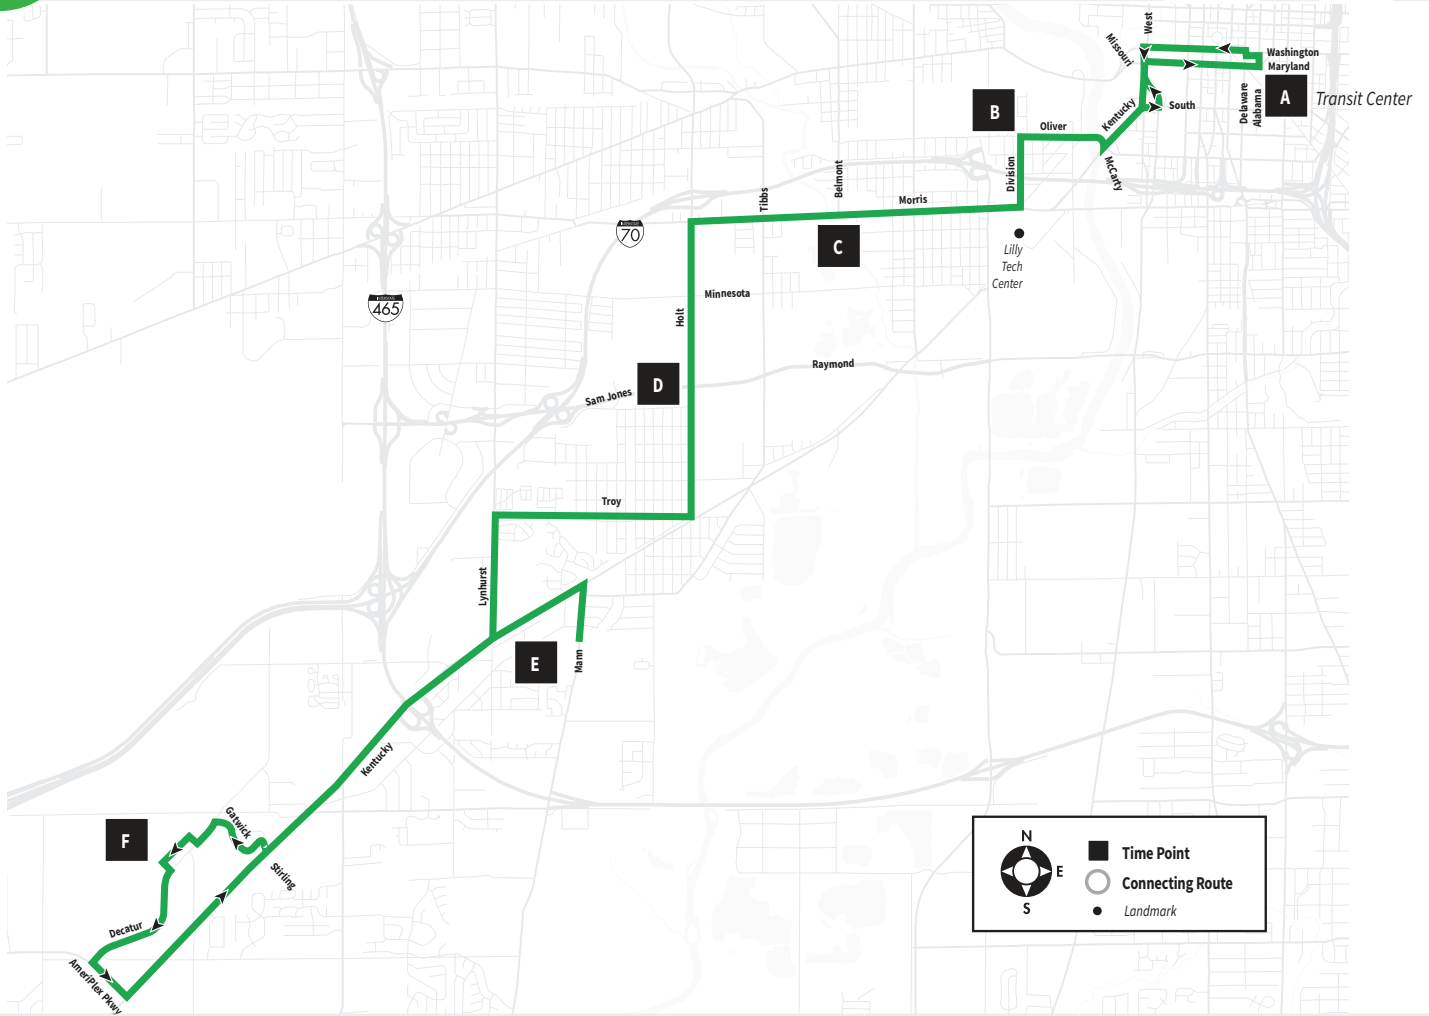 West
Missouri
Washington
Maryland
A
Transit Center
Delaware
Alabama
South
Kentucky
B
Oliver
McCarty
Division
Belmont
Tibbs
Morris
INTERSTATE
70
C
Lilly
Tech
Center
Minnesota
INTERSTATE
465
Holt
Raymond
D
Sam Jones
Troy
Lynhurst
E
Mann
Kentucky
Gatwick
F
Stirling
Decatur
AmeriPlex Pkwy
N
E
S
Time Point
Connecting Route
Landmark